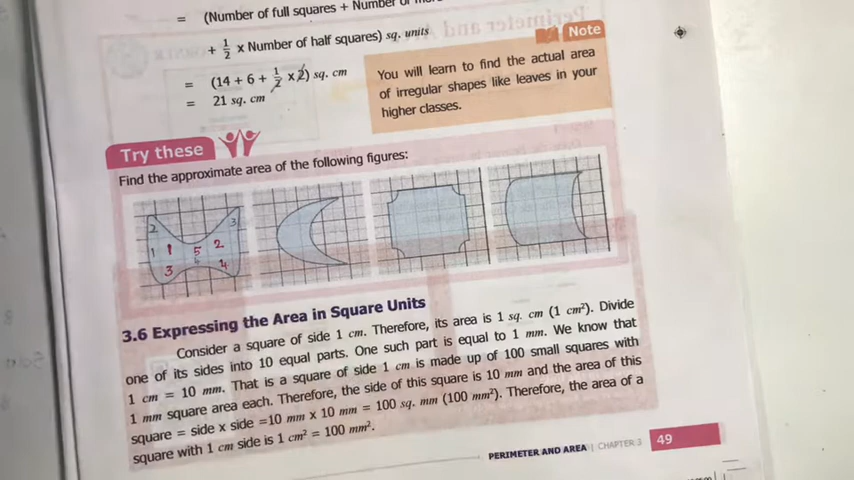 = (Number of full squares + Number
+ 1/2 x Number of half squares) sq. units
= (14 + 6 + 1/2 x 2) sq. cm
= 21 sq. cm
Note
You will learn to find the actual area
of irregular shapes like leaves in your
higher classes.
Try these
Find the approximate area of the following figures:
2 3
1 1 5 2
3 4
3.6 Expressing the Area in Square Units
Consider a square of side 1 cm. Therefore, its area is 1 sq. cm (1 cm²). Divide
one of its sides into 10 equal parts. One such part is equal to 1 mm. We know that
1 cm = 10 mm. That is a square of side 1 cm is made up of 100 small squares with
1 mm square area each. Therefore, the side of this square is 10 mm and the area of this
square = side x side =10 mm x 10 mm = 100 sq. mm (100 mm²). Therefore, the area of a
square with 1 cm side is 1 cm² = 100 mm².
PERIMETER AND AREA | CHAPTER 3 49